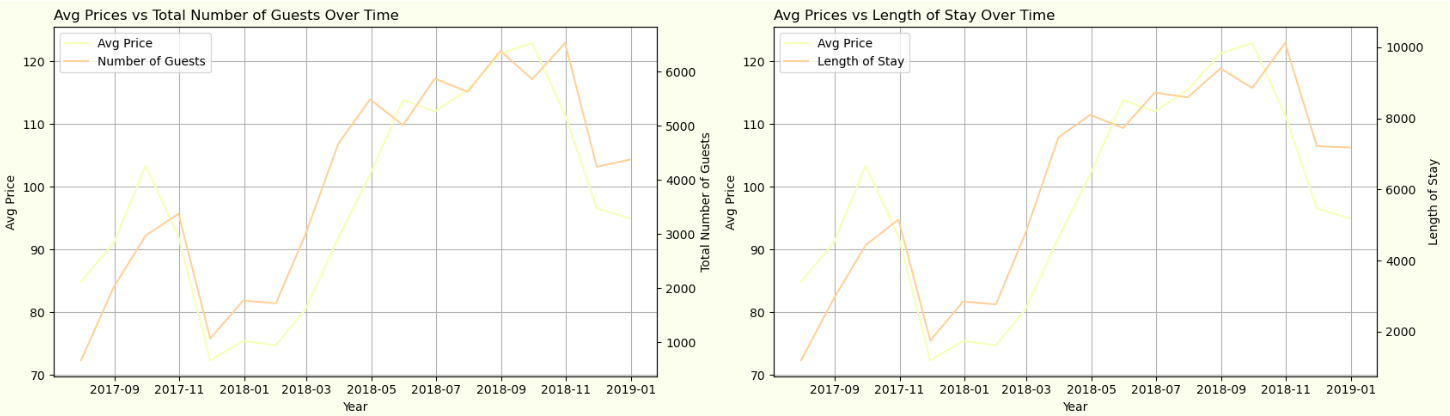 Avg Prices vs Total Number of Guests Over Time
Avg Price
Number of Guests
120
110
100
90
80
70
Avg Price
6000
5000
4000
3000
2000
1000
Total Number of Guests
2017-09 2017-11 2018-01 2018-03 2018-05 2018-07 2018-09 2018-11 2019-01
Year
Avg Prices vs Length of Stay Over Time
Avg Price
Length of Stay
120
110
100
90
80
70
Avg Price
10000
8000
6000
4000
2000
Length of Stay
2017-09 2017-11 2018-01 2018-03 2018-05 2018-07 2018-09 2018-11 2019-01
Year